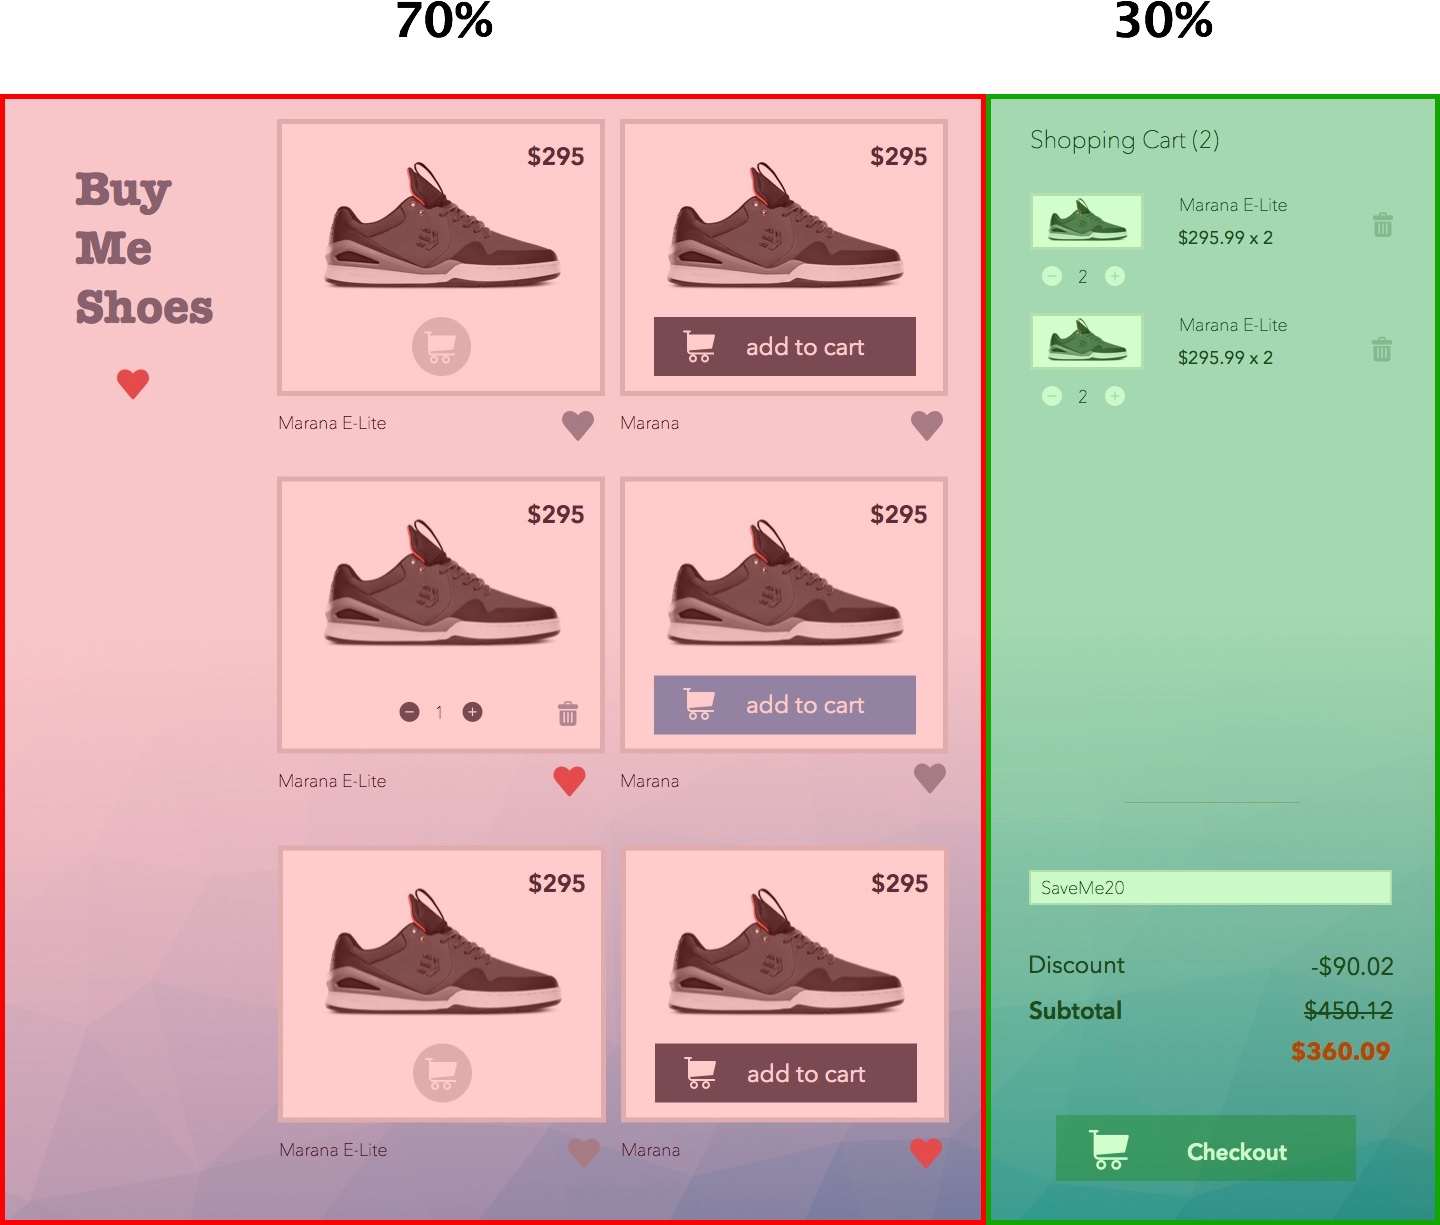 70%
30%
Buy
Me
Shoes
$295
$295
add to cart
Marana E-Lite
Marana
$295
$295
1
add to cart
Marana E-Lite
Marana
$295
$295
add to cart
Marana E-Lite
Marana
Shopping Cart (2)
Marana E-Lite
$295.99 x 2
2
Marana E-Lite
$295.99 x 2
2
SaveMe20
Discount -$90.02
Subtotal $450.12
$360.09
Checkout